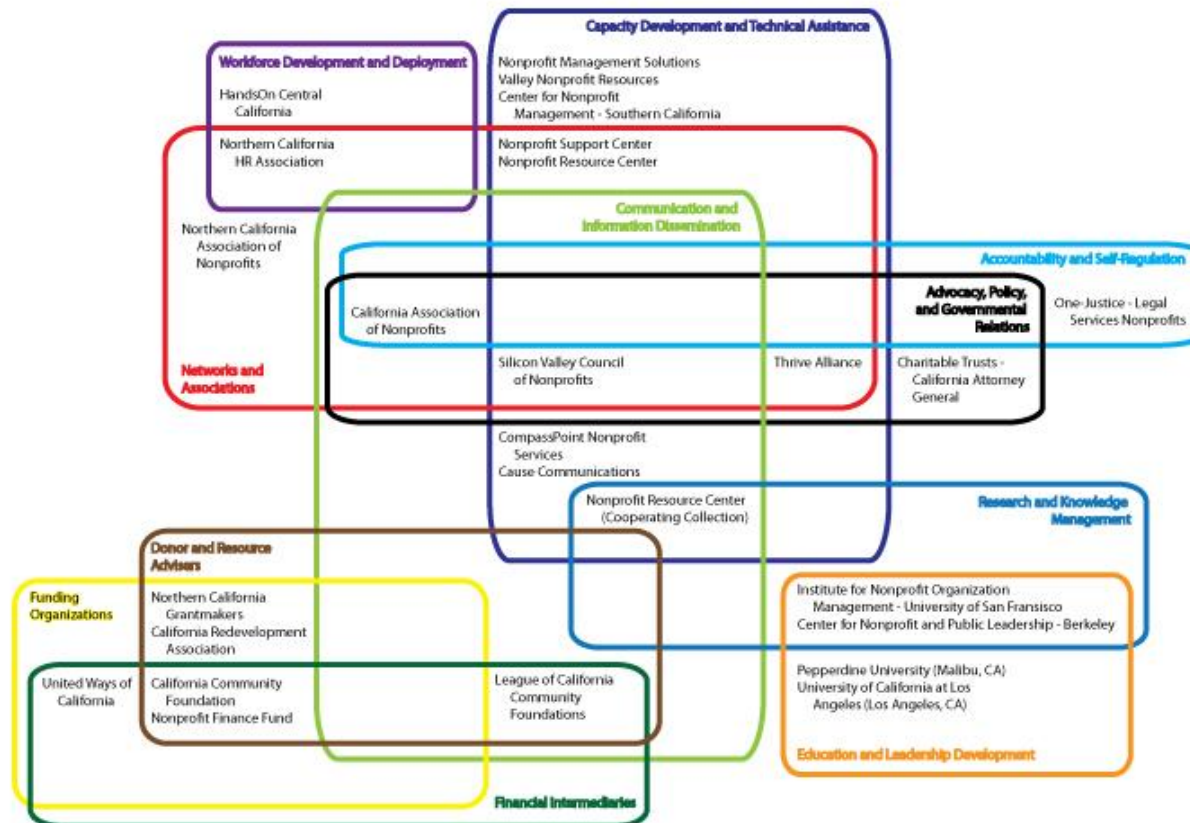 Capacity Development and Technical Assistance
Workforce Development and Deployment
Nonprofit Management Solutions
Valley Nonprofit Resources
Center for Nonprofit
Management - Southern California
HandsOn Central
California
Northern California
HR Association
Nonprofit Support Center
Nonprofit Resource Center
Communication and
Information Dissemination
Northern California
Association of
Nonprofits
Accountability and Self-Regulation
Advocacy, Policy,
and Governmental
Relations
One-Justice - Legal
Services Nonprofits
California Association
of Nonprofits
Networks and
Associations
Silicon Valley Council
of Nonprofits
Thrive Alliance
Charitable Trusts -
California Attorney
General
CompassPoint Nonprofit
Services
Cause Communications
Nonprofit Resource Center
(Cooperating Collection)
Research and Knowledge
Management
Donor and Resource
Advisers
Funding
Organizations
Northern California
Grantmakers
California Redevelopment
Association
Institute for Nonprofit Organization
Management - University of San Fransisco
Center for Nonprofit and Public Leadership - Berkeley
United Ways of
California
California Community
Foundation
Nonprofit Finance Fund
League of California
Community
Foundations
Pepperdine University (Malibu, CA)
University of California at Los
Angeles (Los Angeles, CA)
Education and Leadership Development
Financial Intermediaries